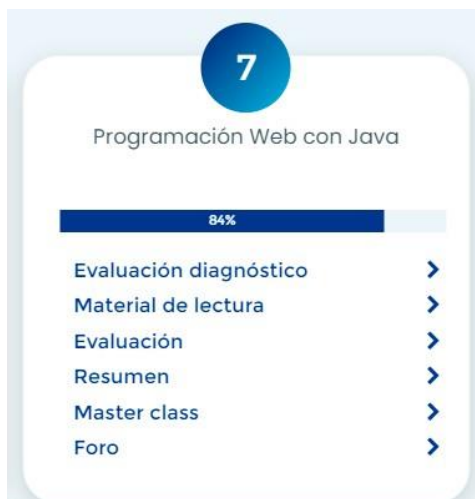 7
Programación Web con Java
84%
Evaluación diagnóstico
Material de lectura
Evaluación
Resumen
Master class
Foro